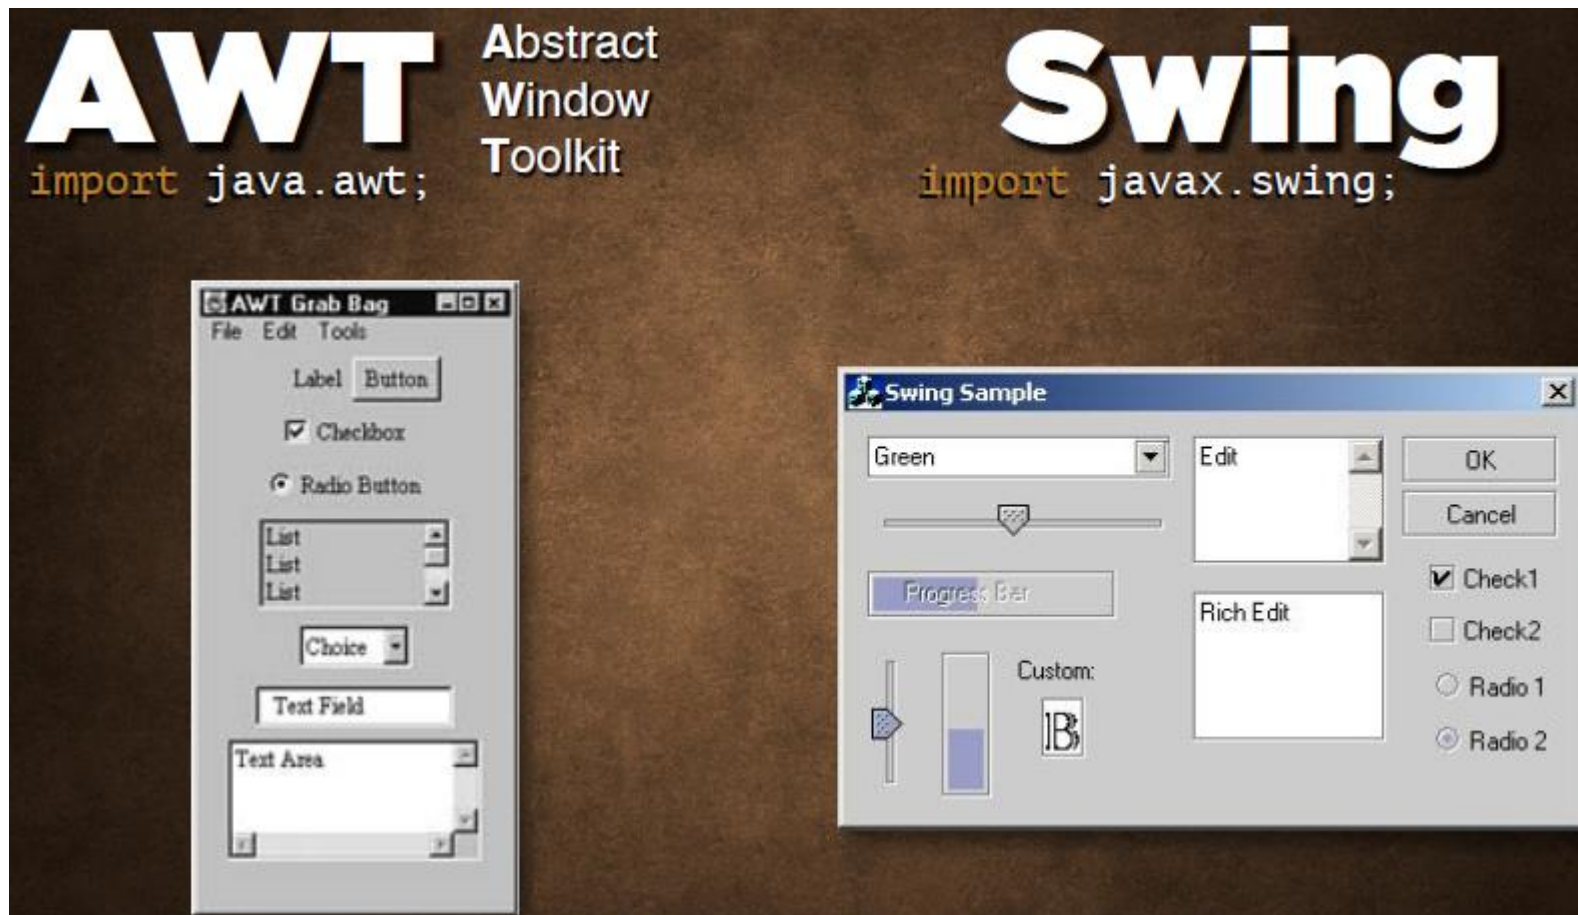 AWT
Abstract
Window
Toolkit
import java.awt;
Swing
import javax.swing;
AWT Grab Bag
File Edit Tools
Label Button
Checkbox
Radio Button
List
List
List
Choice
Text Field
Text Area
Swing Sample
Green
Edit
OK
Cancel
Progress Bar
Check1
Rich Edit
Check2
Custom:
B
Radio 1
Radio 2